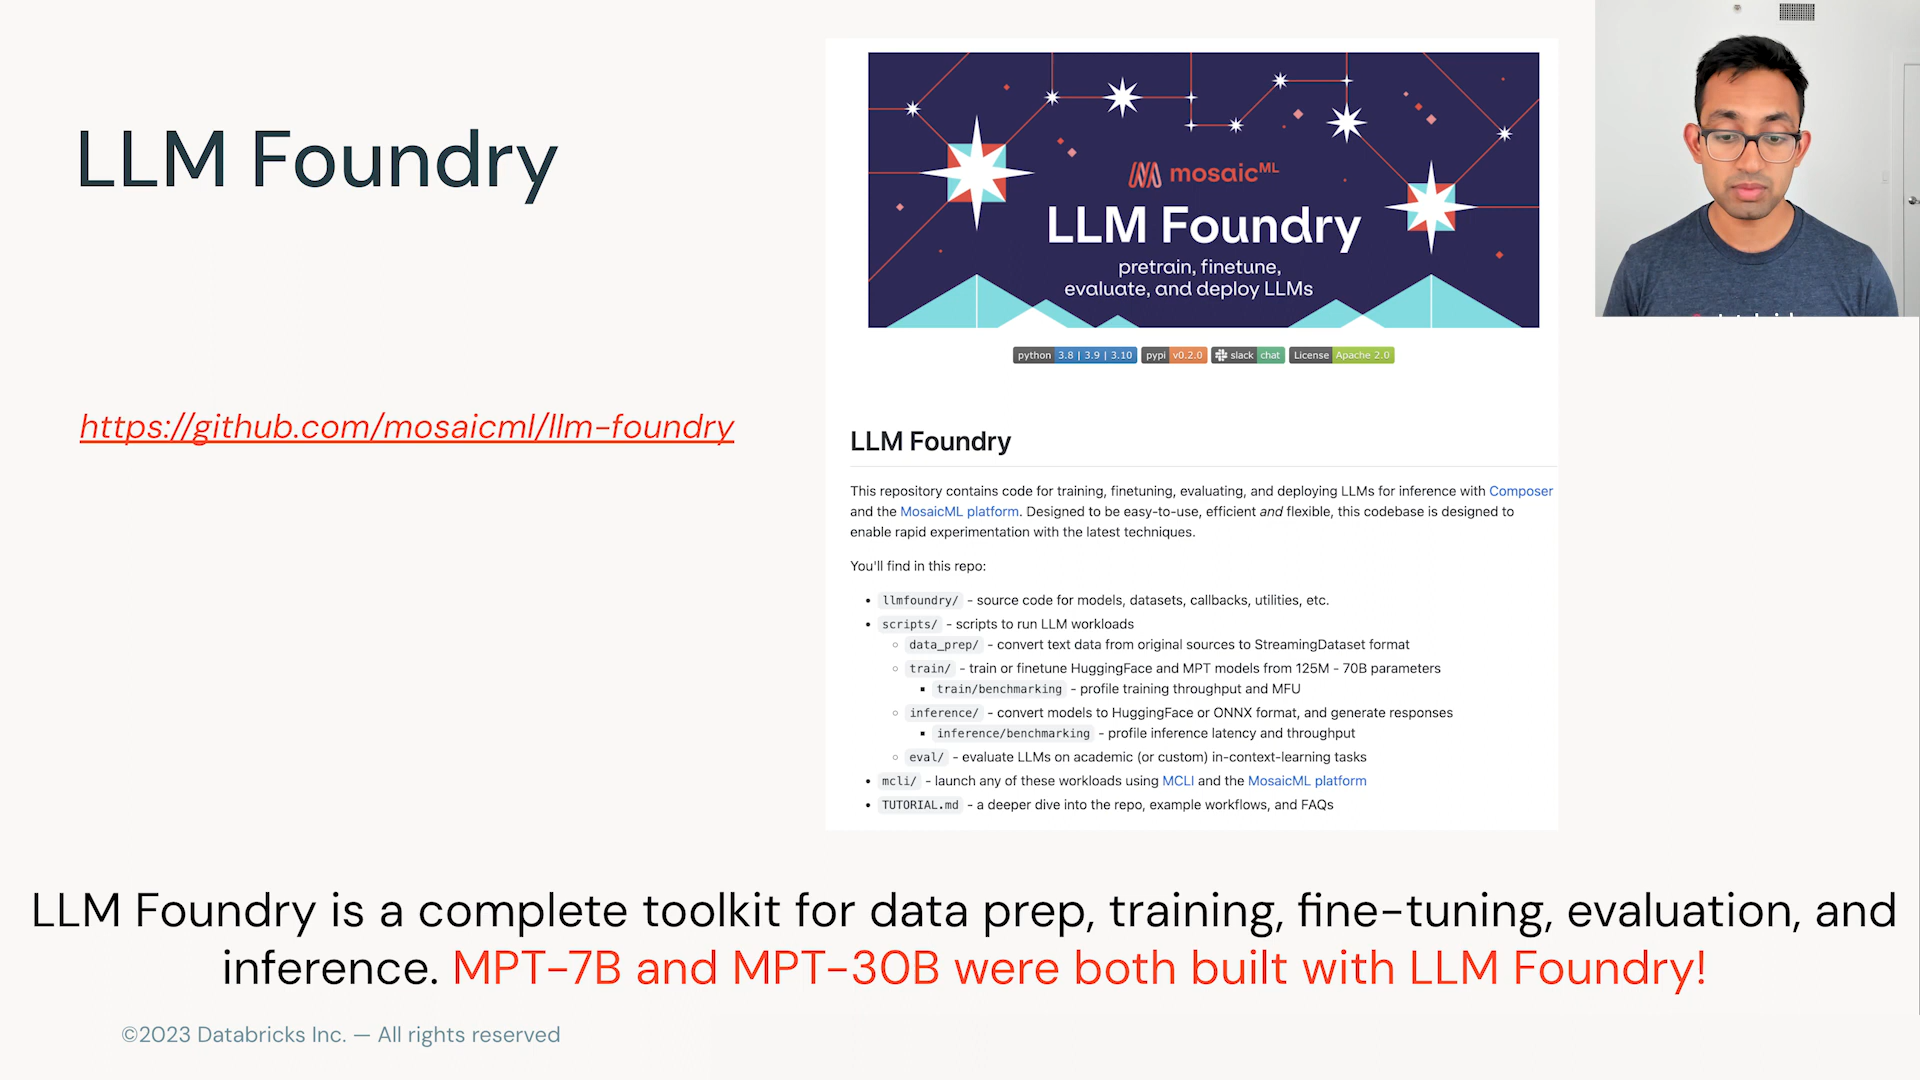 LLM Foundry
https://github.com/mosaicml/llm-foundry
mosaicML
LLM Foundry
pretrain, finetune,
evaluate, and deploy LLMs
python 3.8 | 3.9 | 3.10 pypi v0.2.0 slack chat License Apache 2.0
LLM Foundry
This repository contains code for training, finetuning, evaluating, and deploying LLMs for inference with Composer
and the MosaicML platform. Designed to be easy-to-use, efficient and flexible, this codebase is designed to
enable rapid experimentation with the latest techniques.
You'll find in this repo:
llmfoundry/ - source code for models, datasets, callbacks, utilities, etc.
scripts/ - scripts to run LLM workloads
data_prep/ - convert text data from original sources to StreamingDataset format
train/ - train or finetune HuggingFace and MPT models from 125M - 70B parameters
train/benchmarking - profile training throughput and MFU
inference/ - convert models to HuggingFace or ONNX format, and generate responses
inference/benchmarking - profile inference latency and throughput
eval/ - evaluate LLMs on academic (or custom) in-context-learning tasks
mcli/ - launch any of these workloads using MCLI and the MosaicML platform
TUTORIAL.md - a deeper dive into the repo, example workflows, and FAQs
LLM Foundry is a complete toolkit for data prep, training, fine-tuning, evaluation, and
inference. MPT-7B and MPT-30B were both built with LLM Foundry!
©2023 Databricks Inc. — All rights reserved